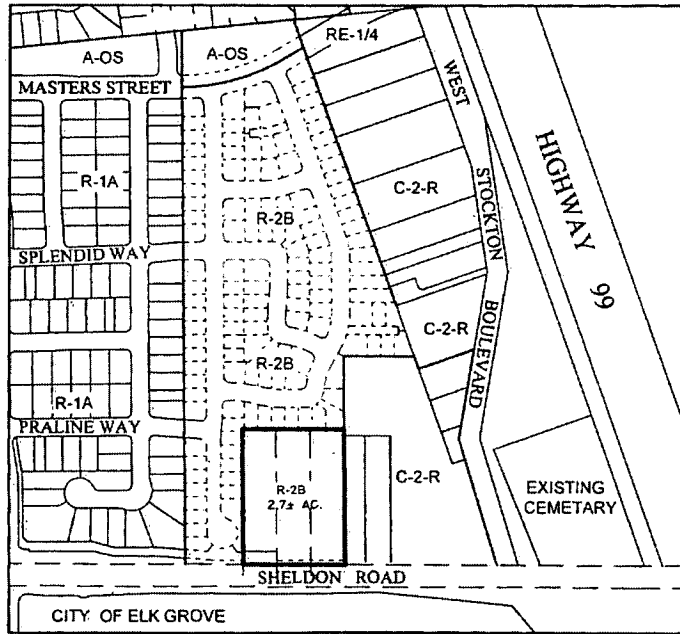 A-OS
A-OS
RE-1/4
MASTERS STREET
WEST
STOCKTON
BOULEVARD
HIGHWAY 99
R-1A
C-2-R
R-2B
SPLENDID WAY
C-2-R
R-2B
R-1A
PRALINE WAY
C-2-R
R-2B
2.7± AC.
EXISTING
CEMETARY
SHELDON ROAD
CITY OF ELK GROVE